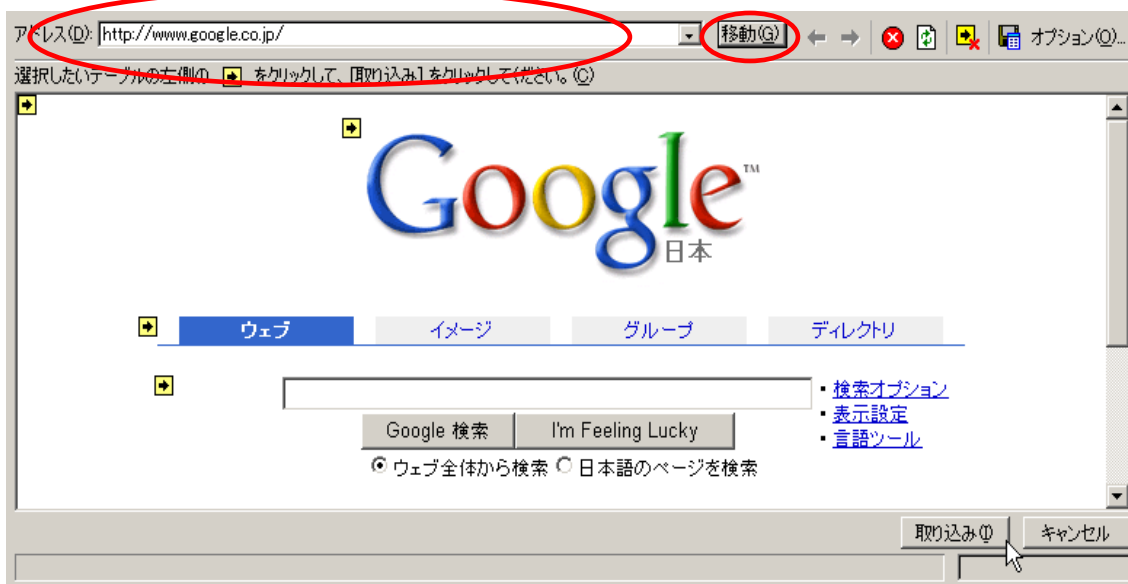 アドレス(D): http://www.google.co.jp/ 移動(G) オプション(O)...
選択したいテーブルの左側の をクリックして、[取り込み] をクリックしてください。(C)
Google™
日本
ウェブ イメージ グループ ディレクトリ
・検索オプション
・表示設定
Google 検索 I'm Feeling Lucky
・言語ツール
ウェブ全体から検索 日本語のページを検索
取り込み(I) キャンセル